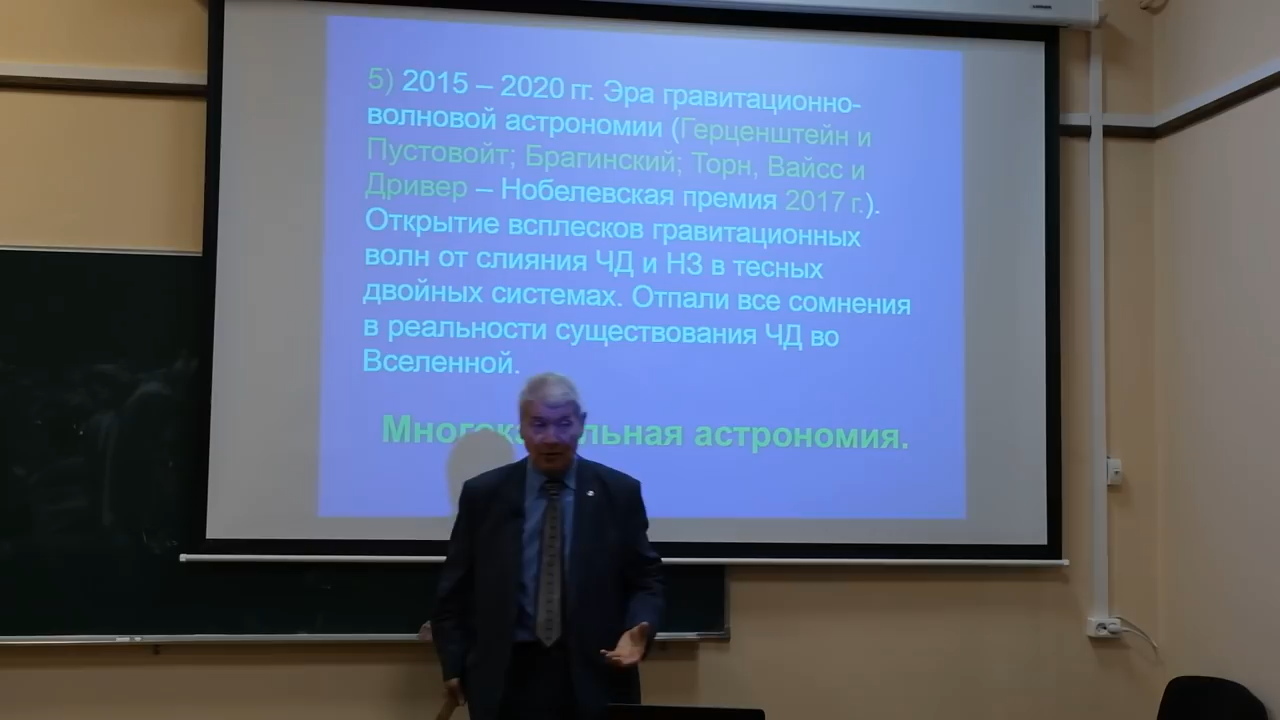 5) 2015 – 2020 гг. Эра гравитационно-
волновой астрономии (Герценштейн и
Пустовойт; Брагинский; Торн, Вайсс и
Дривер – Нобелевская премия 2017 г.).
Открытие всплесков гравитационных
волн от слияния ЧД и НЗ в тесных
двойных системах. Отпали все сомнения
в реальности существования ЧД во
Вселенной.
астрономия.